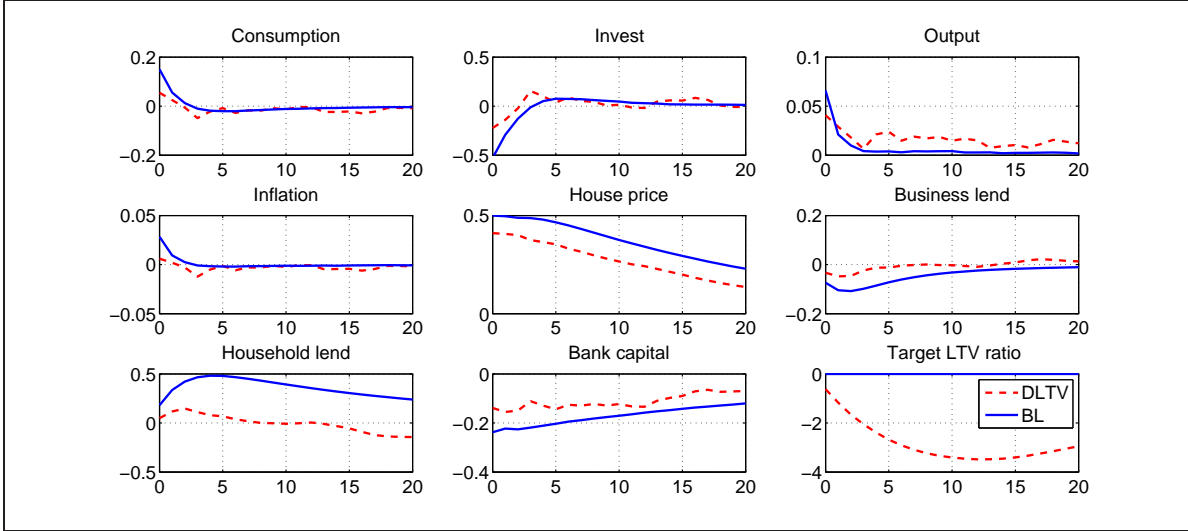 Consumption
Invest
Output
0.2
0
−0.2
0 5 10 15 20
0.5
0
−0.5
0 5 10 15 20
0.1
0.05
0
0 5 10 15 20
Inflation
House price
Business lend
0.05
0
−0.05
0 5 10 15 20
0.5
0
0 5 10 15 20
0.2
0
−0.2
0 5 10 15 20
Household lend
Bank capital
Target LTV ratio
0.5
0
−0.5
0 5 10 15 20
0
−0.2
−0.4
0 5 10 15 20
0
−2
−4
0 5 10 15 20
DLTV
BL